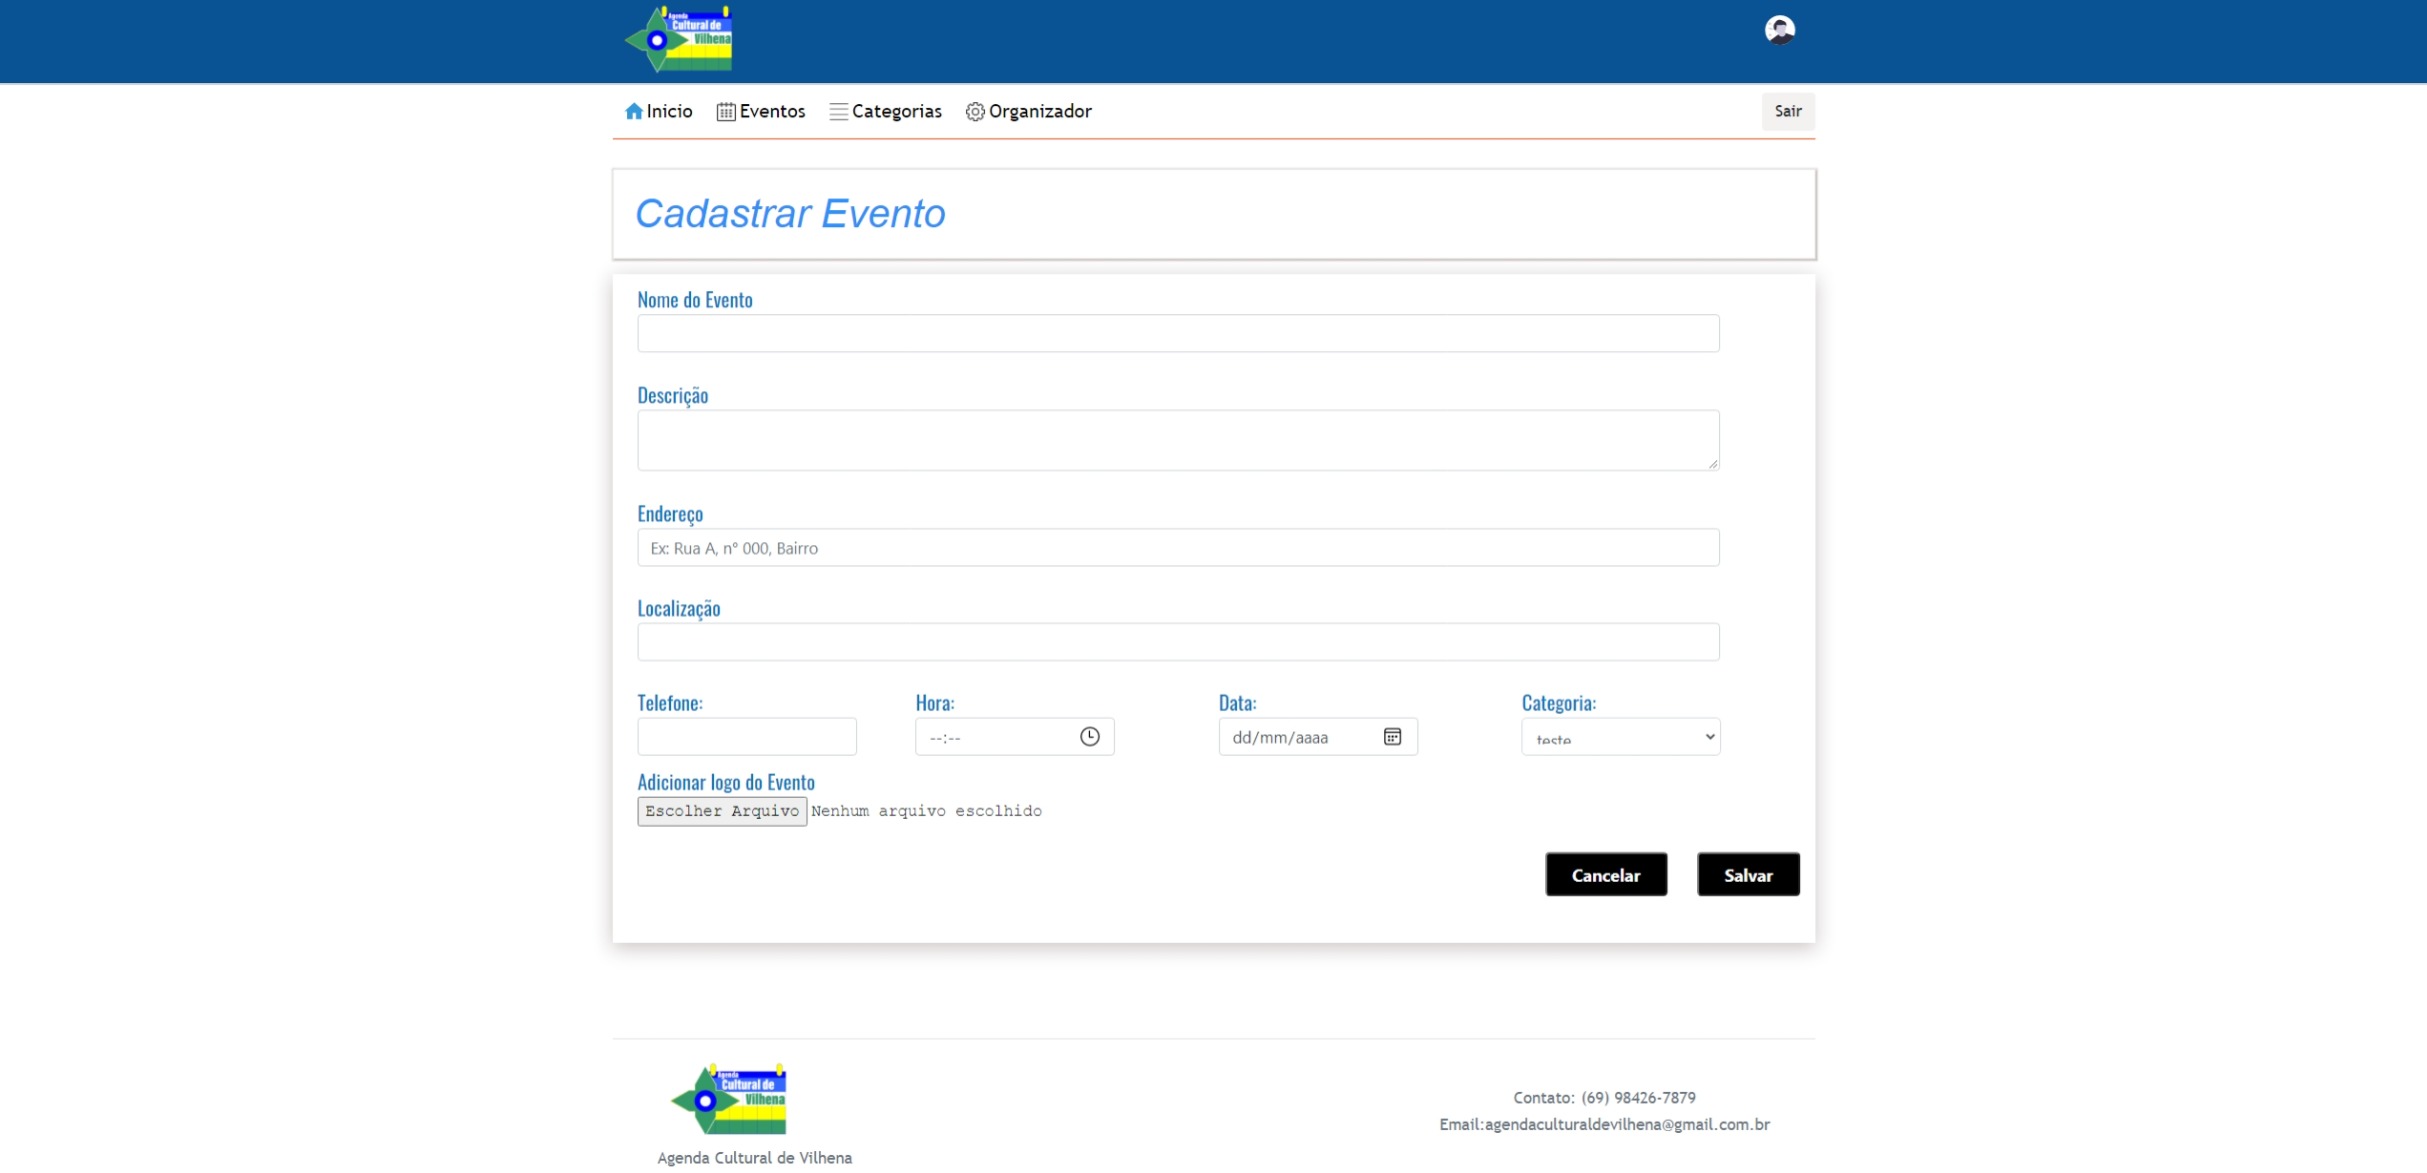 Agenda
Cultural de
Vilhena
Inicio Eventos Categorias Organizador Sair
Cadastrar Evento
Nome do Evento
Descrição
Endereço
Ex: Rua A, n° 000, Bairro
Localização
Telefone: Hora: Data: Categoria:
--:-- dd/mm/aaaa teste
Adicionar logo do Evento
Escolher Arquivo Nenhum arquivo escolhido
Cancelar Salvar
Agenda
Cultural de
Vilhena
Contato: (69) 98426-7879
Email:agendaculturaldevilhena@gmail.com.br
Agenda Cultural de Vilhena